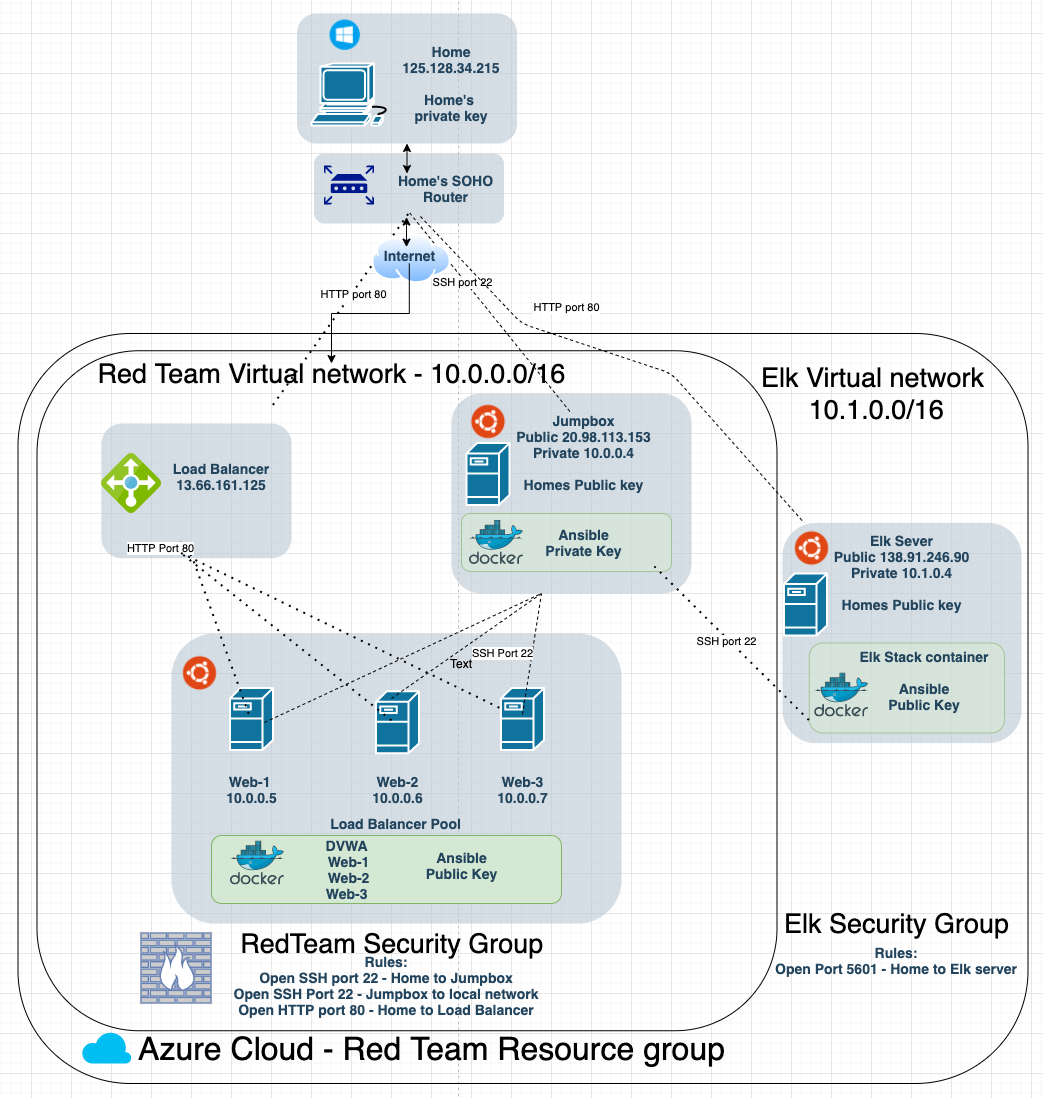 Home
125.128.34.215
Home's
private key
Home's SOHO
Router
Internet
SSH port 22
HTTP port 80
HTTP port 80
Red Team Virtual network - 10.0.0.0/16
Elk Virtual network
10.1.0.0/16
Jumpbox
Public 20.98.113.153
Private 10.0.0.4
Homes Public key
docker
Ansible
Private Key
Load Balancer
13.66.161.125
HTTP Port 80
Elk Sever
Public 138.91.246.90
Private 10.1.0.4
Homes Public key
SSH port 22
Elk Stack container
docker
Ansible
Public Key
SSH Port 22
Text
Web-1
10.0.0.5
Web-2
10.0.0.6
Web-3
10.0.0.7
Load Balancer Pool
docker
DVWA
Web-1
Web-2
Web-3
Ansible
Public Key
RedTeam Security Group
Rules:
Open SSH port 22 - Home to Jumpbox
Open SSH Port 22 - Jumpbox to local network
Open HTTP port 80 - Home to Load Balancer
Elk Security Group
Rules:
Open Port 5601 - Home to Elk server
Azure Cloud - Red Team Resource group